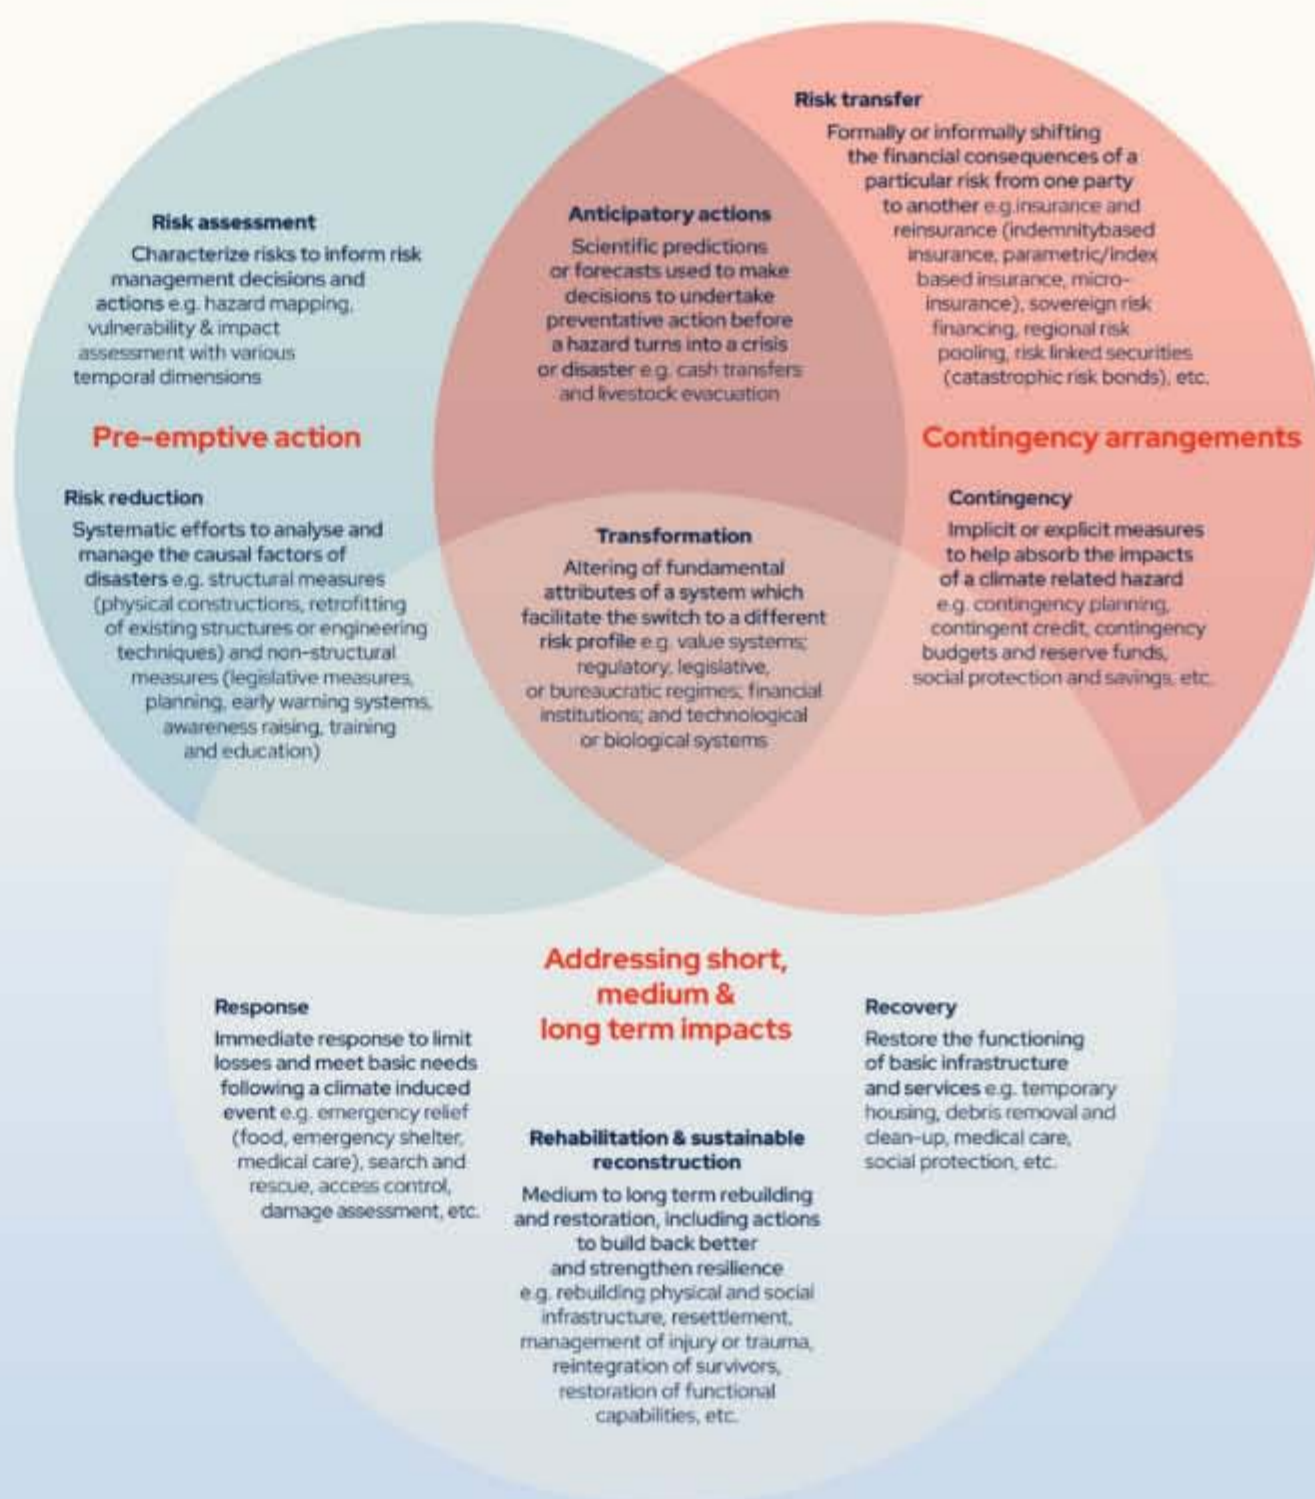 Risk transfer
Formally or informally shifting
the financial consequences of a
particular risk from one party
to another e.g.insurance and
reinsurance (indemnitybased
insurance, parametric/index
based insurance, micro-
insurance), sovereign risk
financing, regional risk
pooling, risk linked securities
(catastrophic risk bonds), etc.
Risk assessment
Characterize risks to inform risk
management decisions and
actions e.g. hazard mapping,
vulnerability & impact
assessment with various
temporal dimensions
Anticipatory actions
Scientific predictions
or forecasts used to make
decisions to undertake
preventative action before
a hazard turns into a crisis
or disaster e.g. cash transfers
and livestock evacuation
Pre-emptive action
Contingency arrangements
Risk reduction
Systematic efforts to analyse and
manage the causal factors of
disasters e.g. structural measures
(physical constructions, retrofitting
of existing structures or engineering
techniques) and non-structural
measures (legislative measures,
planning, early warning systems,
awareness raising, training
and education)
Transformation
Altering of fundamental
attributes of a system which
facilitate the switch to a different
risk profile e.g. value systems;
regulatory, legislative,
or bureaucratic regimes; financial
institutions; and technological
or biological systems
Contingency
Implicit or explicit measures
to help absorb the impacts
of a climate related hazard
e.g. contingency planning,
contingent credit, contingency
budgets and reserve funds,
social protection and savings, etc.
Addressing short,
medium &
long term impacts
Response
Immediate response to limit
losses and meet basic needs
following a climate induced
event e.g. emergency relief
(food, emergency shelter,
medical care), search and
rescue, access control,
damage assessment, etc.
Rehabilitation & sustainable
reconstruction
Medium to long term rebuilding
and restoration, including actions
to build back better
and strengthen resilience
e.g. rebuilding physical and social
infrastructure, resettlement,
management of injury or trauma,
reintegration of survivors,
restoration of functional
capabilities, etc.
Recovery
Restore the functioning
of basic infrastructure
and services e.g. temporary
housing, debris removal and
clean-up, medical care,
social protection, etc.